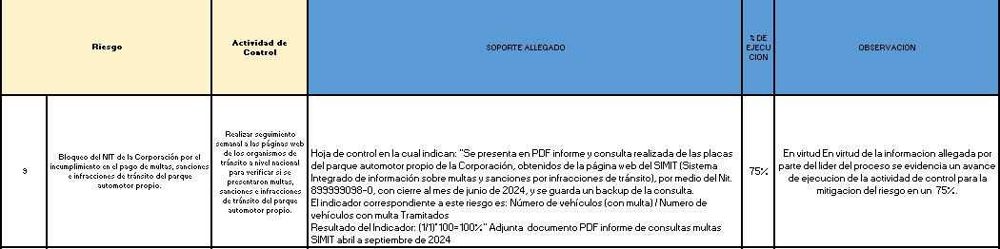 Riesgo
Actividad de
Control
SOPORTE ALLEGADO
% DE
EJECU
CION
OBSERVACION
9
Bloqueo del NIT de la Corporación por el
incumplimiento en el pago de multas, sanciones
e infracciones de tránsito del parque
automotor propio.
Realizar seguimiento
semanal a las páginas web
de los organismos de
tránsito a nivel nacional
para verificar si se
presentaron multas,
sanciones e infracciones
de tránsito del parque
automotor propio.
Hoja de control en la cual indican: "Se presenta en PDF informe y consulta realizada de las placas
del parque automotor propio de la Corporación, obtenidos de la página web del SIMIT (Sistema
Integrado de información sobre multas y sanciones por infracciones de tránsito), por medio del Nit.
899999098-0, con cierre al mes de junio de 2024, y se guarda un backup de la consulta.
El indicador correspondiente a este riesgo es: Número de vehículos (con multa) / Numero de
vehículos con multa Tramitados
Resultado del Indicador: (1/1)*100=100%" Adjunta documento PDF informe de consultas multas
SIMIT abril a septiembre de 2024
75%
En virtud En virtud de la informacion allegada por
parte del lider del proceso se evidencia un avance
de ejecucion de la actividad de control para la
mitigacion del riesgo en un 75%.